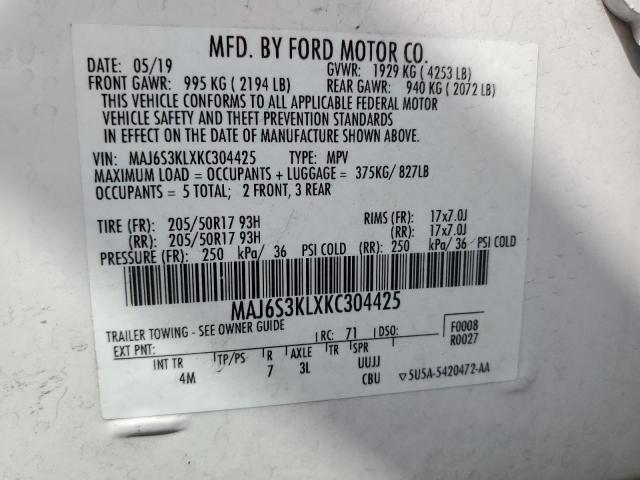 MFD. BY FORD MOTOR CO.
DATE: 05/19 GVWR: 1929 KG ( 4253 LB)
FRONT GAWR: 995 KG ( 2194 LB) REAR GAWR: 940 KG ( 2072 LB)
THIS VEHICLE CONFORMS TO ALL APPLICABLE FEDERAL MOTOR
VEHICLE SAFETY AND THEFT PREVENTION STANDARDS
IN EFFECT ON THE DATE OF MANUFACTURE SHOWN ABOVE.
VIN: MAJ6S3KLXKC304425 TYPE: MPV
MAXIMUM LOAD = OCCUPANTS + LUGGAGE = 375KG/ 827LB
OCCUPANTS = 5 TOTAL; 2 FRONT, 3 REAR
TIRE (FR): 205/50R17 93H RIMS (FR): 17x7.0J
(RR): 205/50R17 93H (RR): 17x7.0J
PRESSURE (FR): 250 kPa/ 36 PSI COLD (RR): 250 kPa/ 36 PSI COLD
MAJ6S3KLXKC304425
TRAILER TOWING - SEE OWNER GUIDE F0008
EXT PNT: RC: 71 DSO: R0027
INT TR TP/PS R AXLE TR SPR
4M 7 3L UUJJ
CBU ▽5U5A-5420472-AA